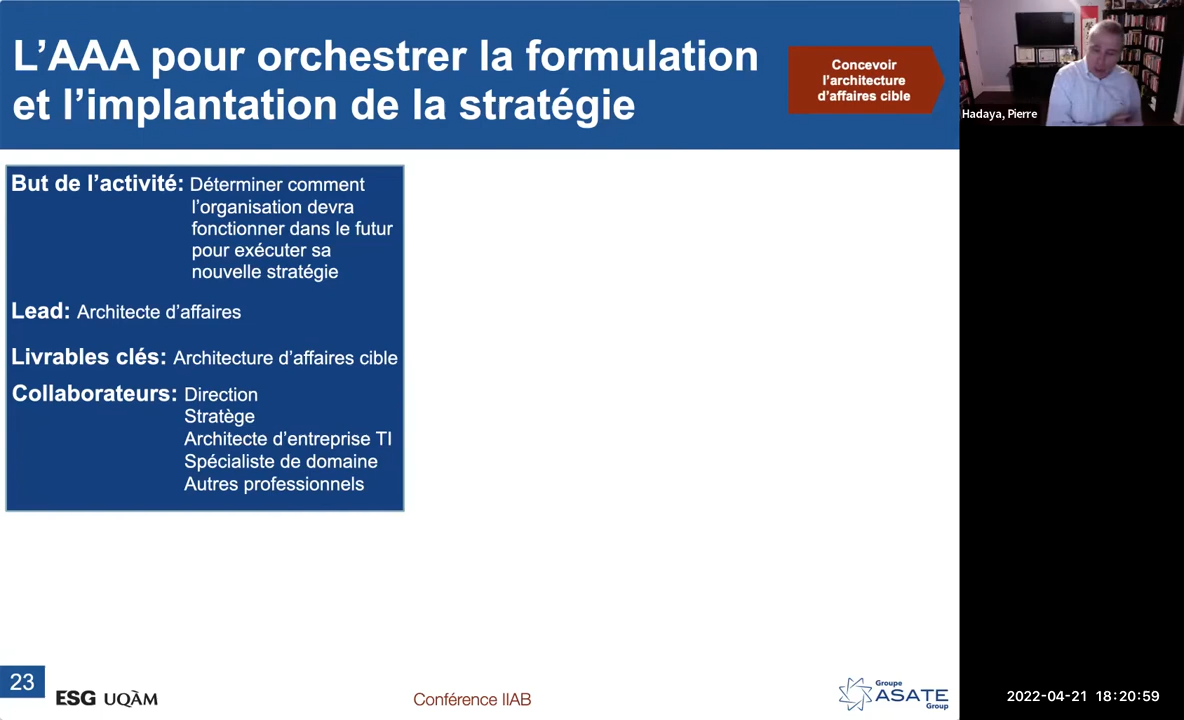 L'AAA pour orchestrer la formulation
et l'implantation de la stratégie
Concevoir
l'architecture
d'affaires cible
Hadaya, Pierre
But de l'activité: Déterminer comment
l'organisation devra
fonctionner dans le futur
pour exécuter sa
nouvelle stratégie
Lead: Architecte d'affaires
Livrables clés: Architecture d'affaires cible
Collaborateurs: Direction
Stratège
Architecte d'entreprise TI
Spécialiste de domaine
Autres professionnels
23
ESG UQÀM
Conférence IIAB
Groupe
ASATE
Group
2022-04-21 18:20:59